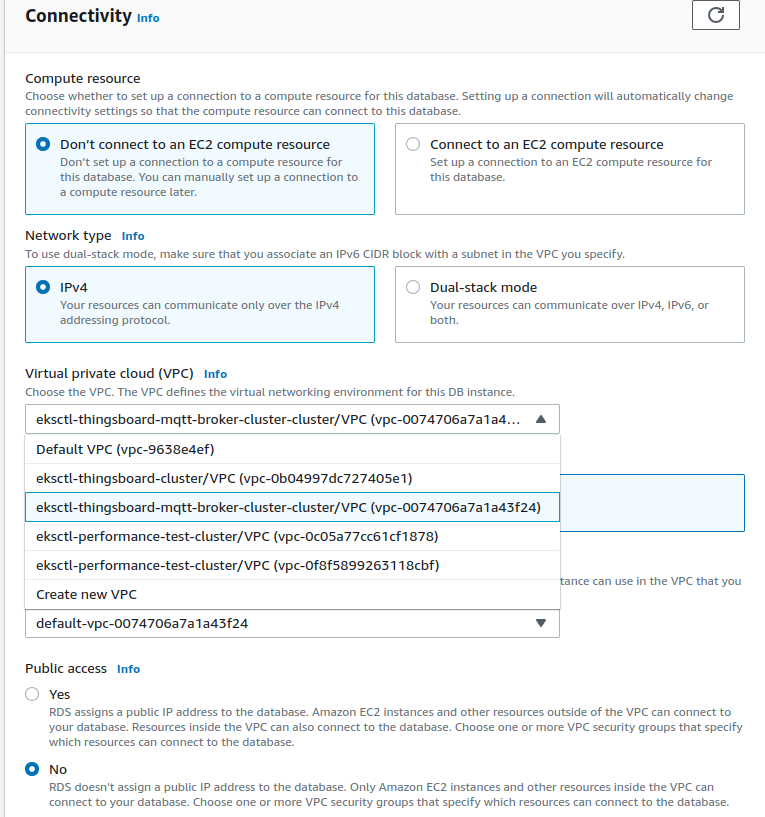 Connectivity Info
Compute resource
Choose whether to set up a connection to a compute resource for this database. Setting up a connection will automatically change
connectivity settings so that the compute resource can connect to this database.
Don't connect to an EC2 compute resource
Don't set up a connection to a compute resource for
this database. You can manually set up a connection to
a compute resource later.
Connect to an EC2 compute resource
Set up a connection to an EC2 compute resource for
this database.
Network type Info
To use dual-stack mode, make sure that you associate an IPv6 CIDR block with a subnet in the VPC you specify.
IPv4
Your resources can communicate only over the IPv4
addressing protocol.
Dual-stack mode
Your resources can communicate over IPv4, IPv6, or
both.
Virtual private cloud (VPC) Info
Choose the VPC. The VPC defines the virtual networking environment for this DB instance.
eksctl-thingsboard-mqtt-broker-cluster-cluster/VPC (vpc-0074706a7a1a4...
Default VPC (vpc-9638e4ef)
eksctl-thingsboard-cluster/VPC (vpc-0b04997dc727405e1)
eksctl-thingsboard-mqtt-broker-cluster-cluster/VPC (vpc-0074706a7a1a43f24)
eksctl-performance-test-cluster/VPC (vpc-0c05a77cc61cf1878)
eksctl-performance-test-cluster/VPC (vpc-0f8f5899263118cbf)
tance can use in the VPC that you
Create new VPC
default-vpc-0074706a7a1a43f24
Public access Info
Yes
RDS assigns a public IP address to the database. Amazon EC2 instances and other resources outside of the VPC can connect to
your database. Resources inside the VPC can also connect to the database. Choose one or more VPC security groups that specify
which resources can connect to the database.
No
RDS doesn't assign a public IP address to the database. Only Amazon EC2 instances and other resources inside the VPC can
connect to your database. Choose one or more VPC security groups that specify which resources can connect to the database.